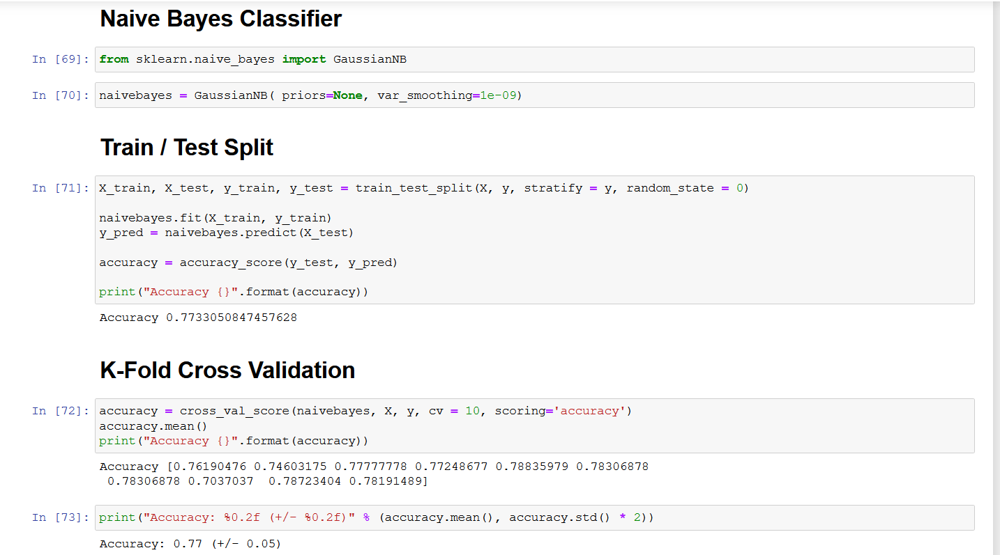 Naive Bayes Classifier
In [69]: from sklearn.naive_bayes import GaussianNB
In [70]: naivebayes = GaussianNB( priors=None, var_smoothing=1e-09)
Train / Test Split
In [71]: X_train, X_test, y_train, y_test = train_test_split(X, y, stratify = y, random_state = 0)
naivebayes.fit(X_train, y_train)
y_pred = naivebayes.predict(X_test)
accuracy = accuracy_score(y_test, y_pred)
print("Accuracy {}".format(accuracy))
Accuracy 0.7733050847457628
K-Fold Cross Validation
In [72]: accuracy = cross_val_score(naivebayes, X, y, cv = 10, scoring='accuracy')
accuracy.mean()
print("Accuracy {}".format(accuracy))
Accuracy [0.76190476 0.74603175 0.77777778 0.77248677 0.78835979 0.78306878
0.78306878 0.7037037  0.78723404 0.78191489]
In [73]: print("Accuracy: %0.2f (+/- %0.2f)" % (accuracy.mean(), accuracy.std() * 2))
Accuracy: 0.77 (+/- 0.05)